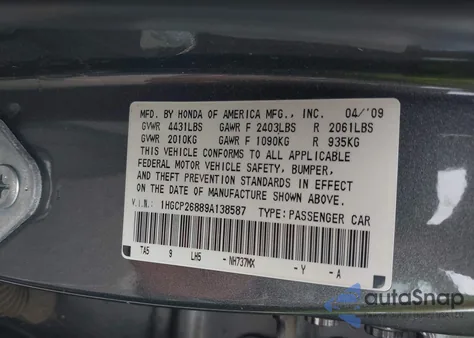 MFD. BY HONDA OF AMERICA MFG., INC. 04/'09
GVWR 4431LBS GAWR F 2403LBS R 2061LBS
GVWR 2010KG GAWR F 1090KG R 935KG
THIS VEHICLE CONFORMS TO ALL APPLICABLE
FEDERAL MOTOR VEHICLE SAFETY, BUMPER,
AND THEFT PREVENTION STANDARDS IN EFFECT
ON THE DATE OF MANUFACTURE SHOWN ABOVE.
V.I.N.: 1HGCP26889A138587 TYPE: PASSENGER CAR
TA5 9 LH5 -NH737MX -Y -A
autoSnap